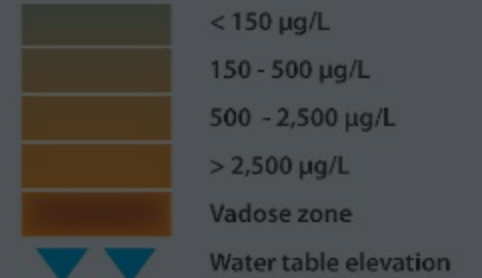 < 150 µg/L
150 - 500 µg/L
500 - 2,500 µg/L
> 2,500 µg/L
Vadose zone
Water table elevation